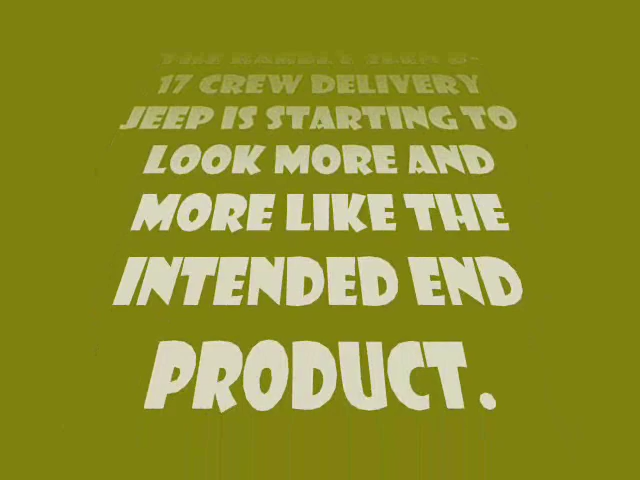 17 CREW DELIVERY
JEEP IS STARTING TO
LOOK MORE AND
MORE LIKE THE
INTENDED END
PRODUCT.